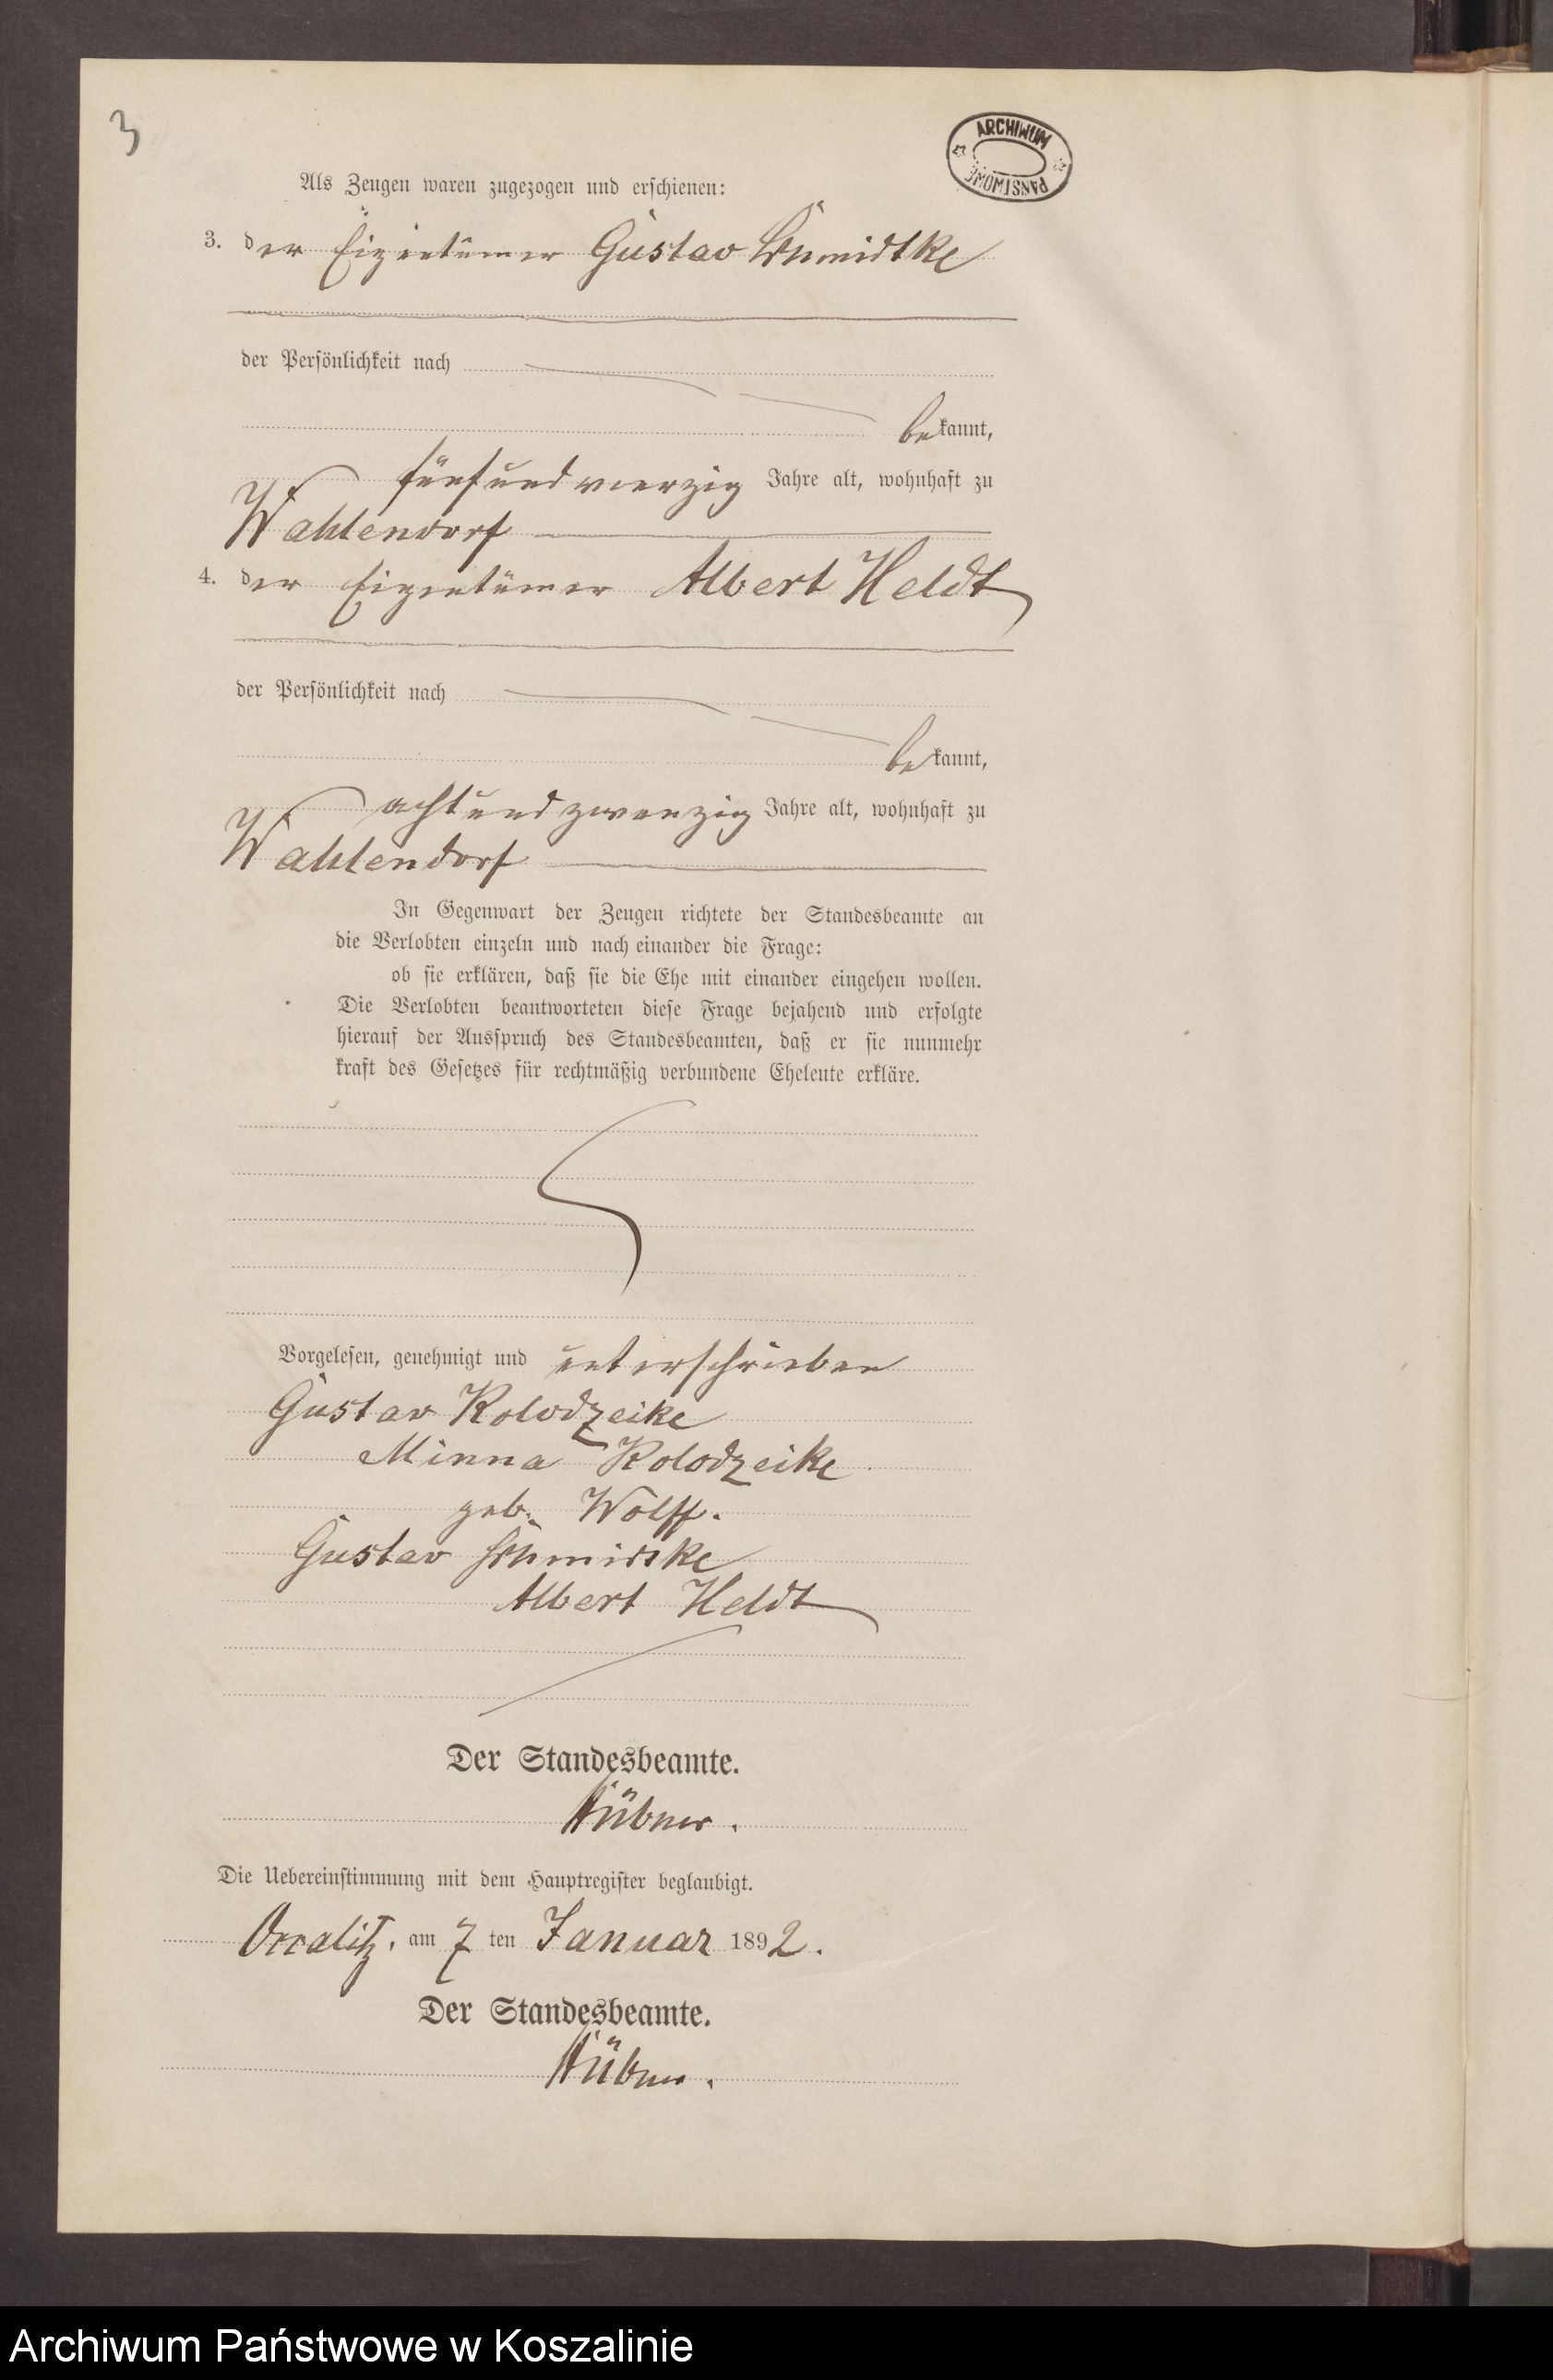 3
ARCHIWUM
PAŃSTWOWE
Als Zeugen waren zugezogen und erschienen:
3. der Eigentümer Gustav Schmidtke
der Persönlichkeit nach
bekannt,
fünfundvierzig Jahre alt, wohnhaft zu
Wahlendorf
4. der Eigentümer Albert Heldt
der Persönlichkeit nach
bekannt,
achtundzwanzig Jahre alt, wohnhaft zu
Wahlendorf
In Gegenwart der Zeugen richtete der Standesbeamte an
die Verlobten einzeln und nach einander die Frage:
ob sie erklären, daß sie die Ehe mit einander eingehen wollen.
Die Verlobten beantworteten diese Frage bejahend und erfolgte
hierauf der Ausspruch des Standesbeamten, daß er sie nunmehr
kraft des Gesetzes für rechtmäßig verbundene Eheleute erkläre.
Vorgelesen, genehmigt und unterschrieben
Gustav Kolodzeike
Minna Kolodzeike
geb. Wolff.
Gustav Schmidtke
Albert Heldt
Der Standesbeamte.
Hübner.
Die Uebereinstimmung mit dem Hauptregister beglaubigt.
am 7 ten Januar 1892.
Der Standesbeamte.
Hübner.
Archiwum Państwowe w Koszalinie